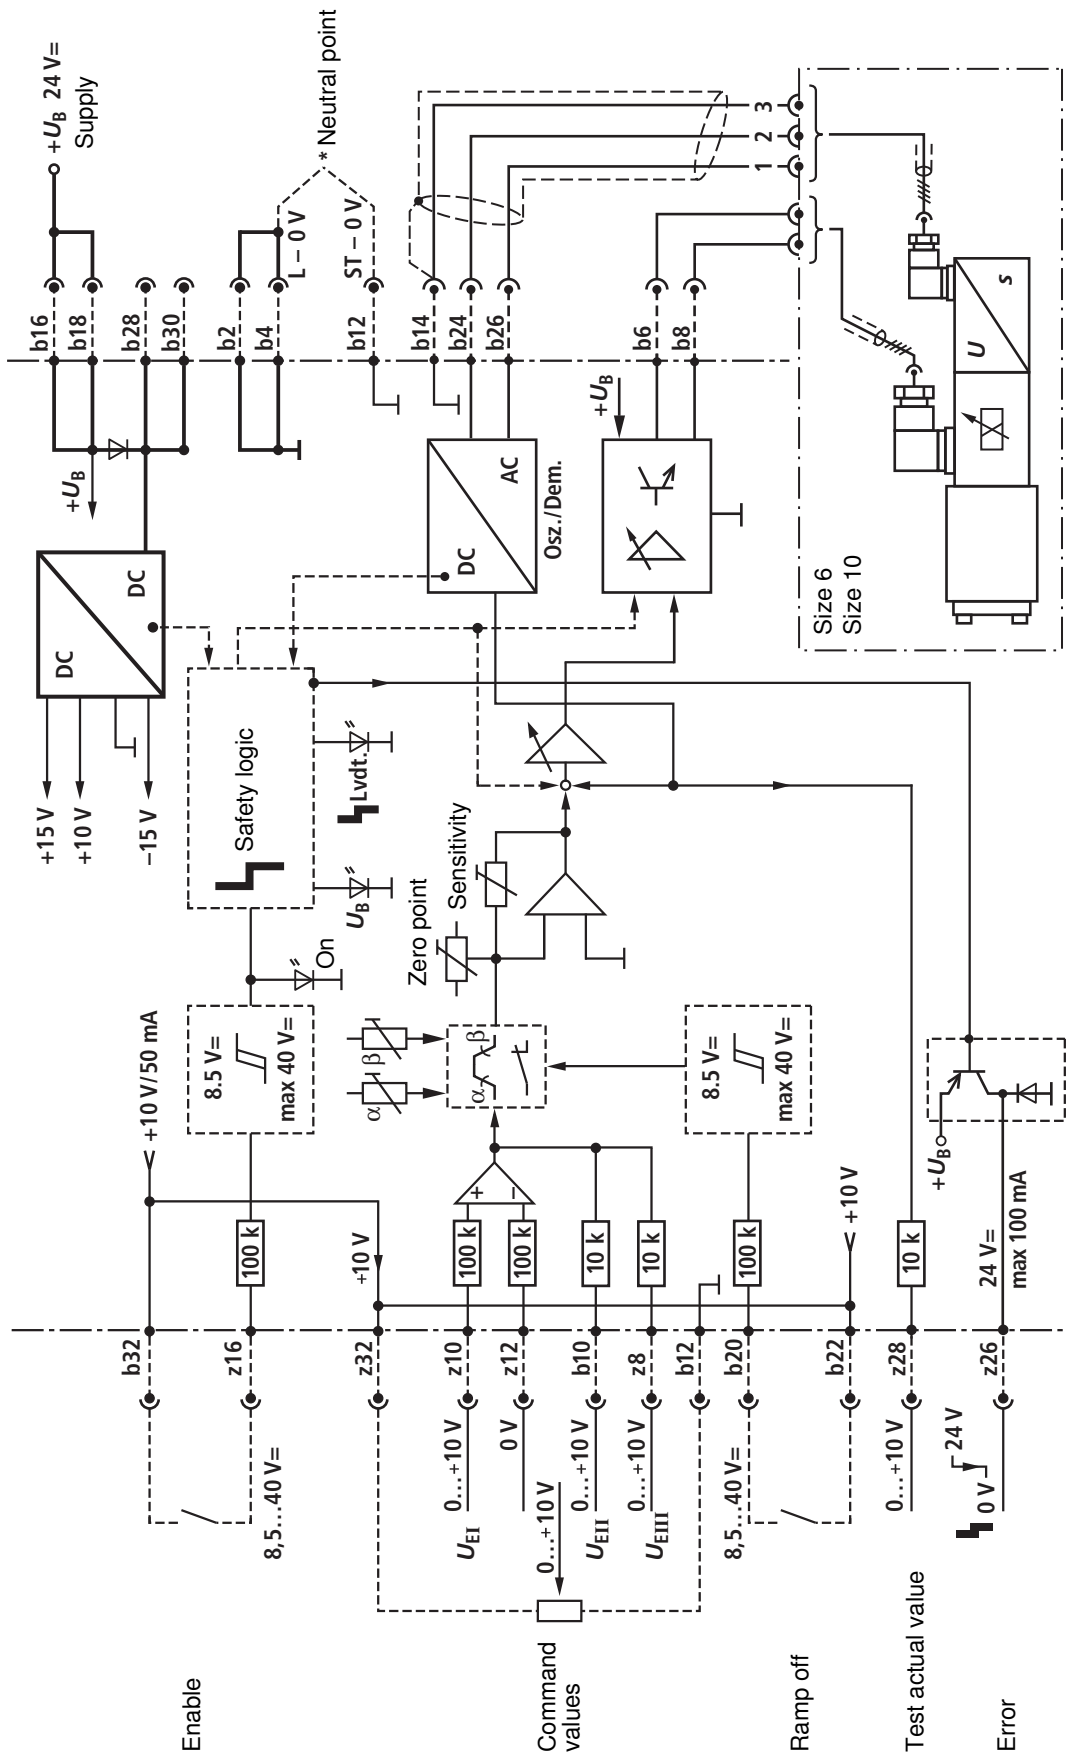 Enable
Command
values
Ramp off
Test actual value
Error
8,5...40 V=
UEI
0...+10 V
0 V
0...+10 V
UEII
0...+10 V
UEIII
0...+10 V
8,5...40 V=
0...+10 V
0 V
24 V
b32
z16
z32
z10
z12
b10
z8
b12
b20
b22
z28
z26
+10 V/50 mA
100 k
+10 V
100 k
100 k
10 k
10 k
100 k
+10 V
10 k
24 V=
max 100 mA
+UB
8.5 V=
max 40 V=
+
–
α
β
α
β
8.5 V=
max 40 V=
On
Zero point
Sensitivity
Safety logic
UB
Lvdt.
+15 V
+10 V
–15 V
DC
DC
+UB
DC
AC
Osz./Dem.
+UB
b16
b18
b28
b30
b2
b4
b12
b14
b24
b26
b6
b8
+UB 24 V=
Supply
L – 0 V
ST – 0 V
* Neutral point
1
2
3
Size 6
Size 10
U
s